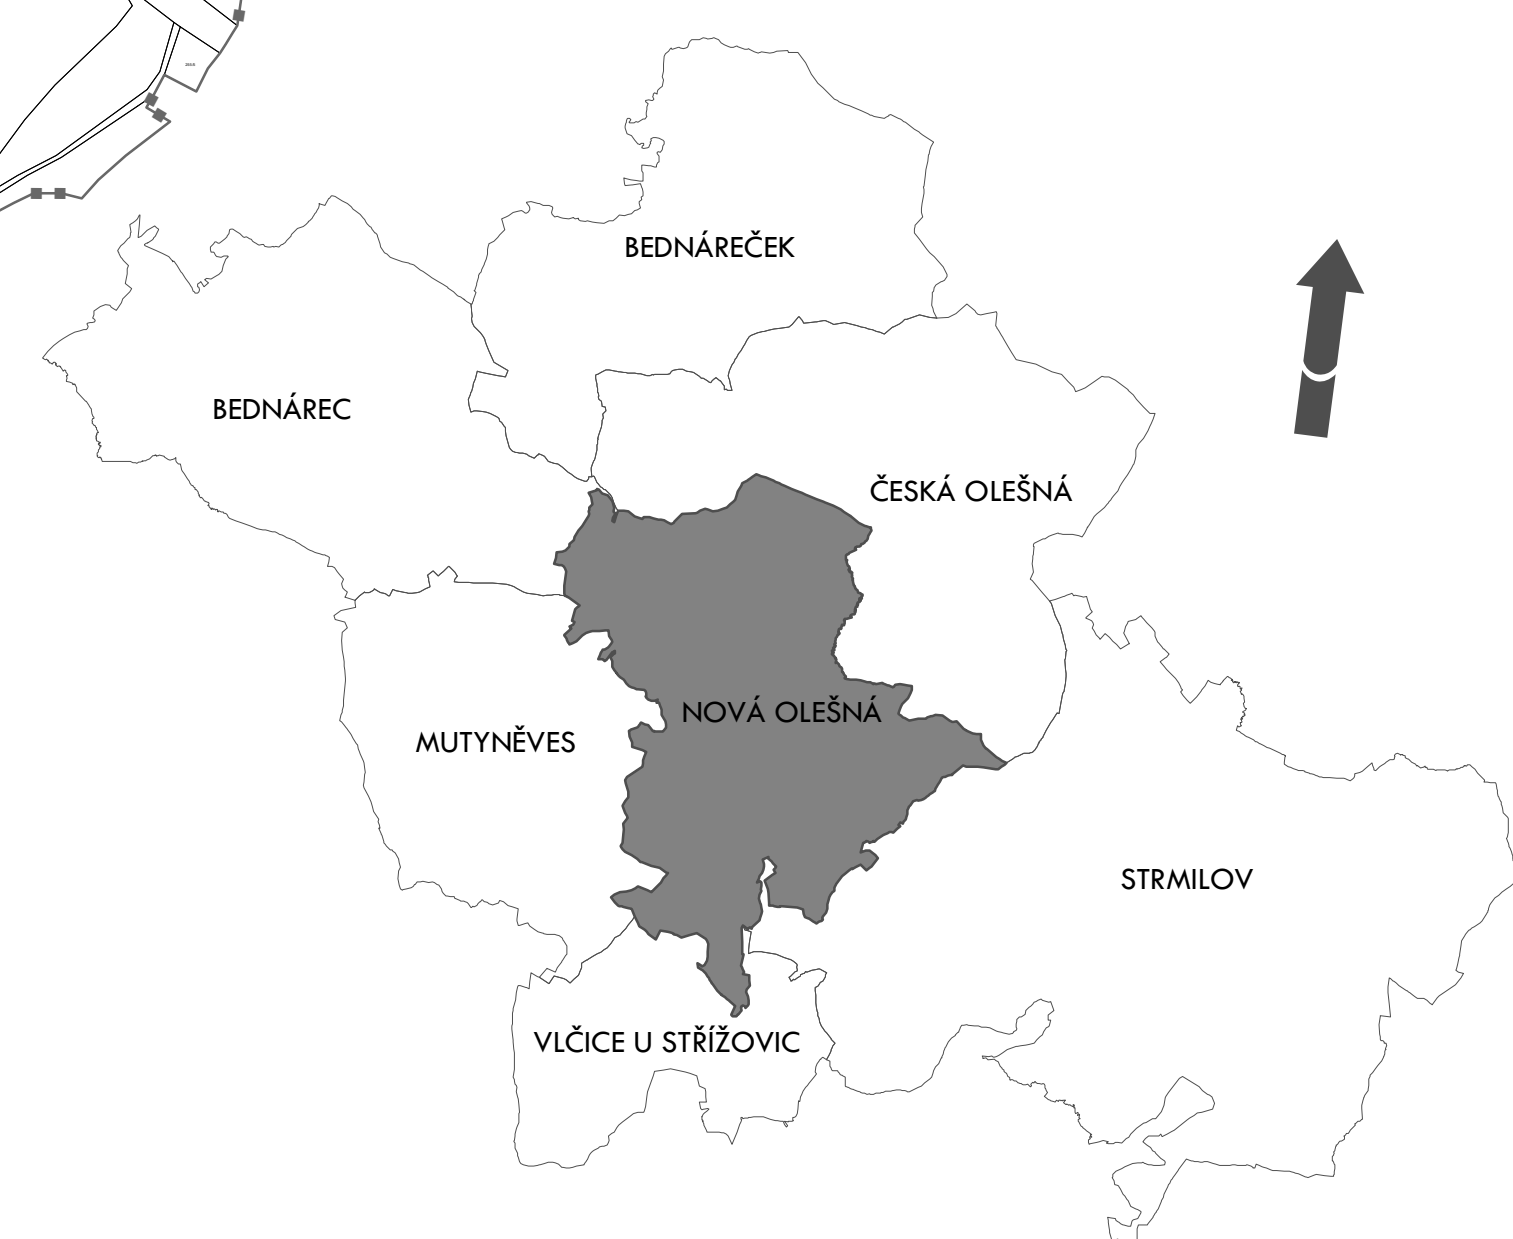 BEDNÁREČEK
BEDNÁREC
ČESKÁ OLEŠNÁ
NOVÁ OLEŠNÁ
MUTYNĚVES
STRMILOV
VLČICE U STŘÍŽOVIC